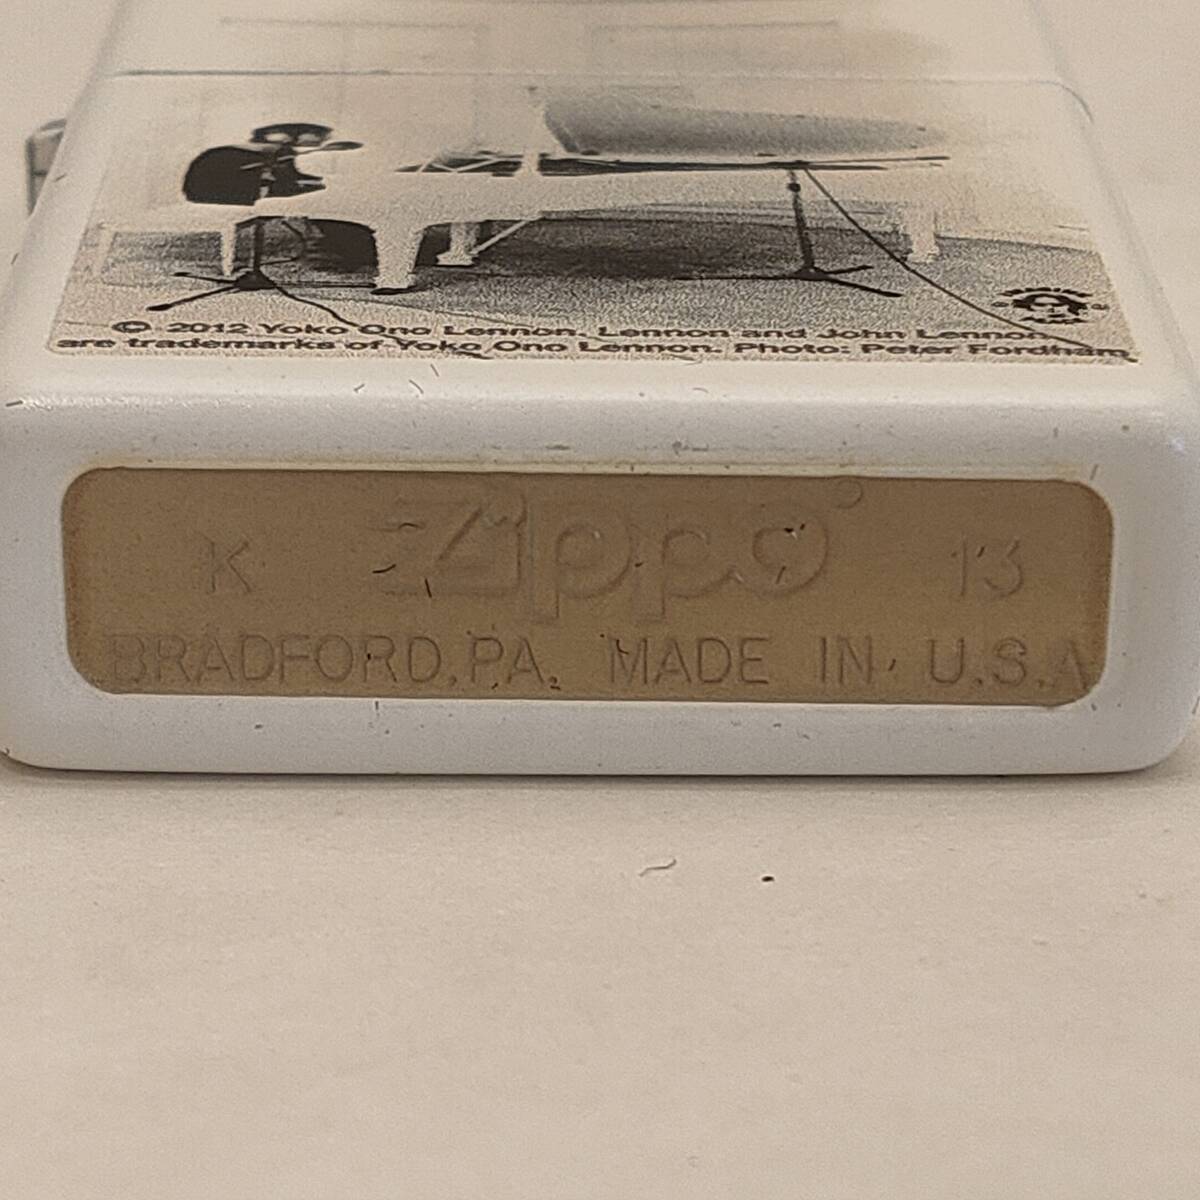 © 2012 Yoko Ono Lennon. Lennon and John Lennon
are trademarks of Yoko Ono Lennon. Photo: Peter Fordham
K Zippo 13
BRADFORD, PA. MADE IN U.S.A